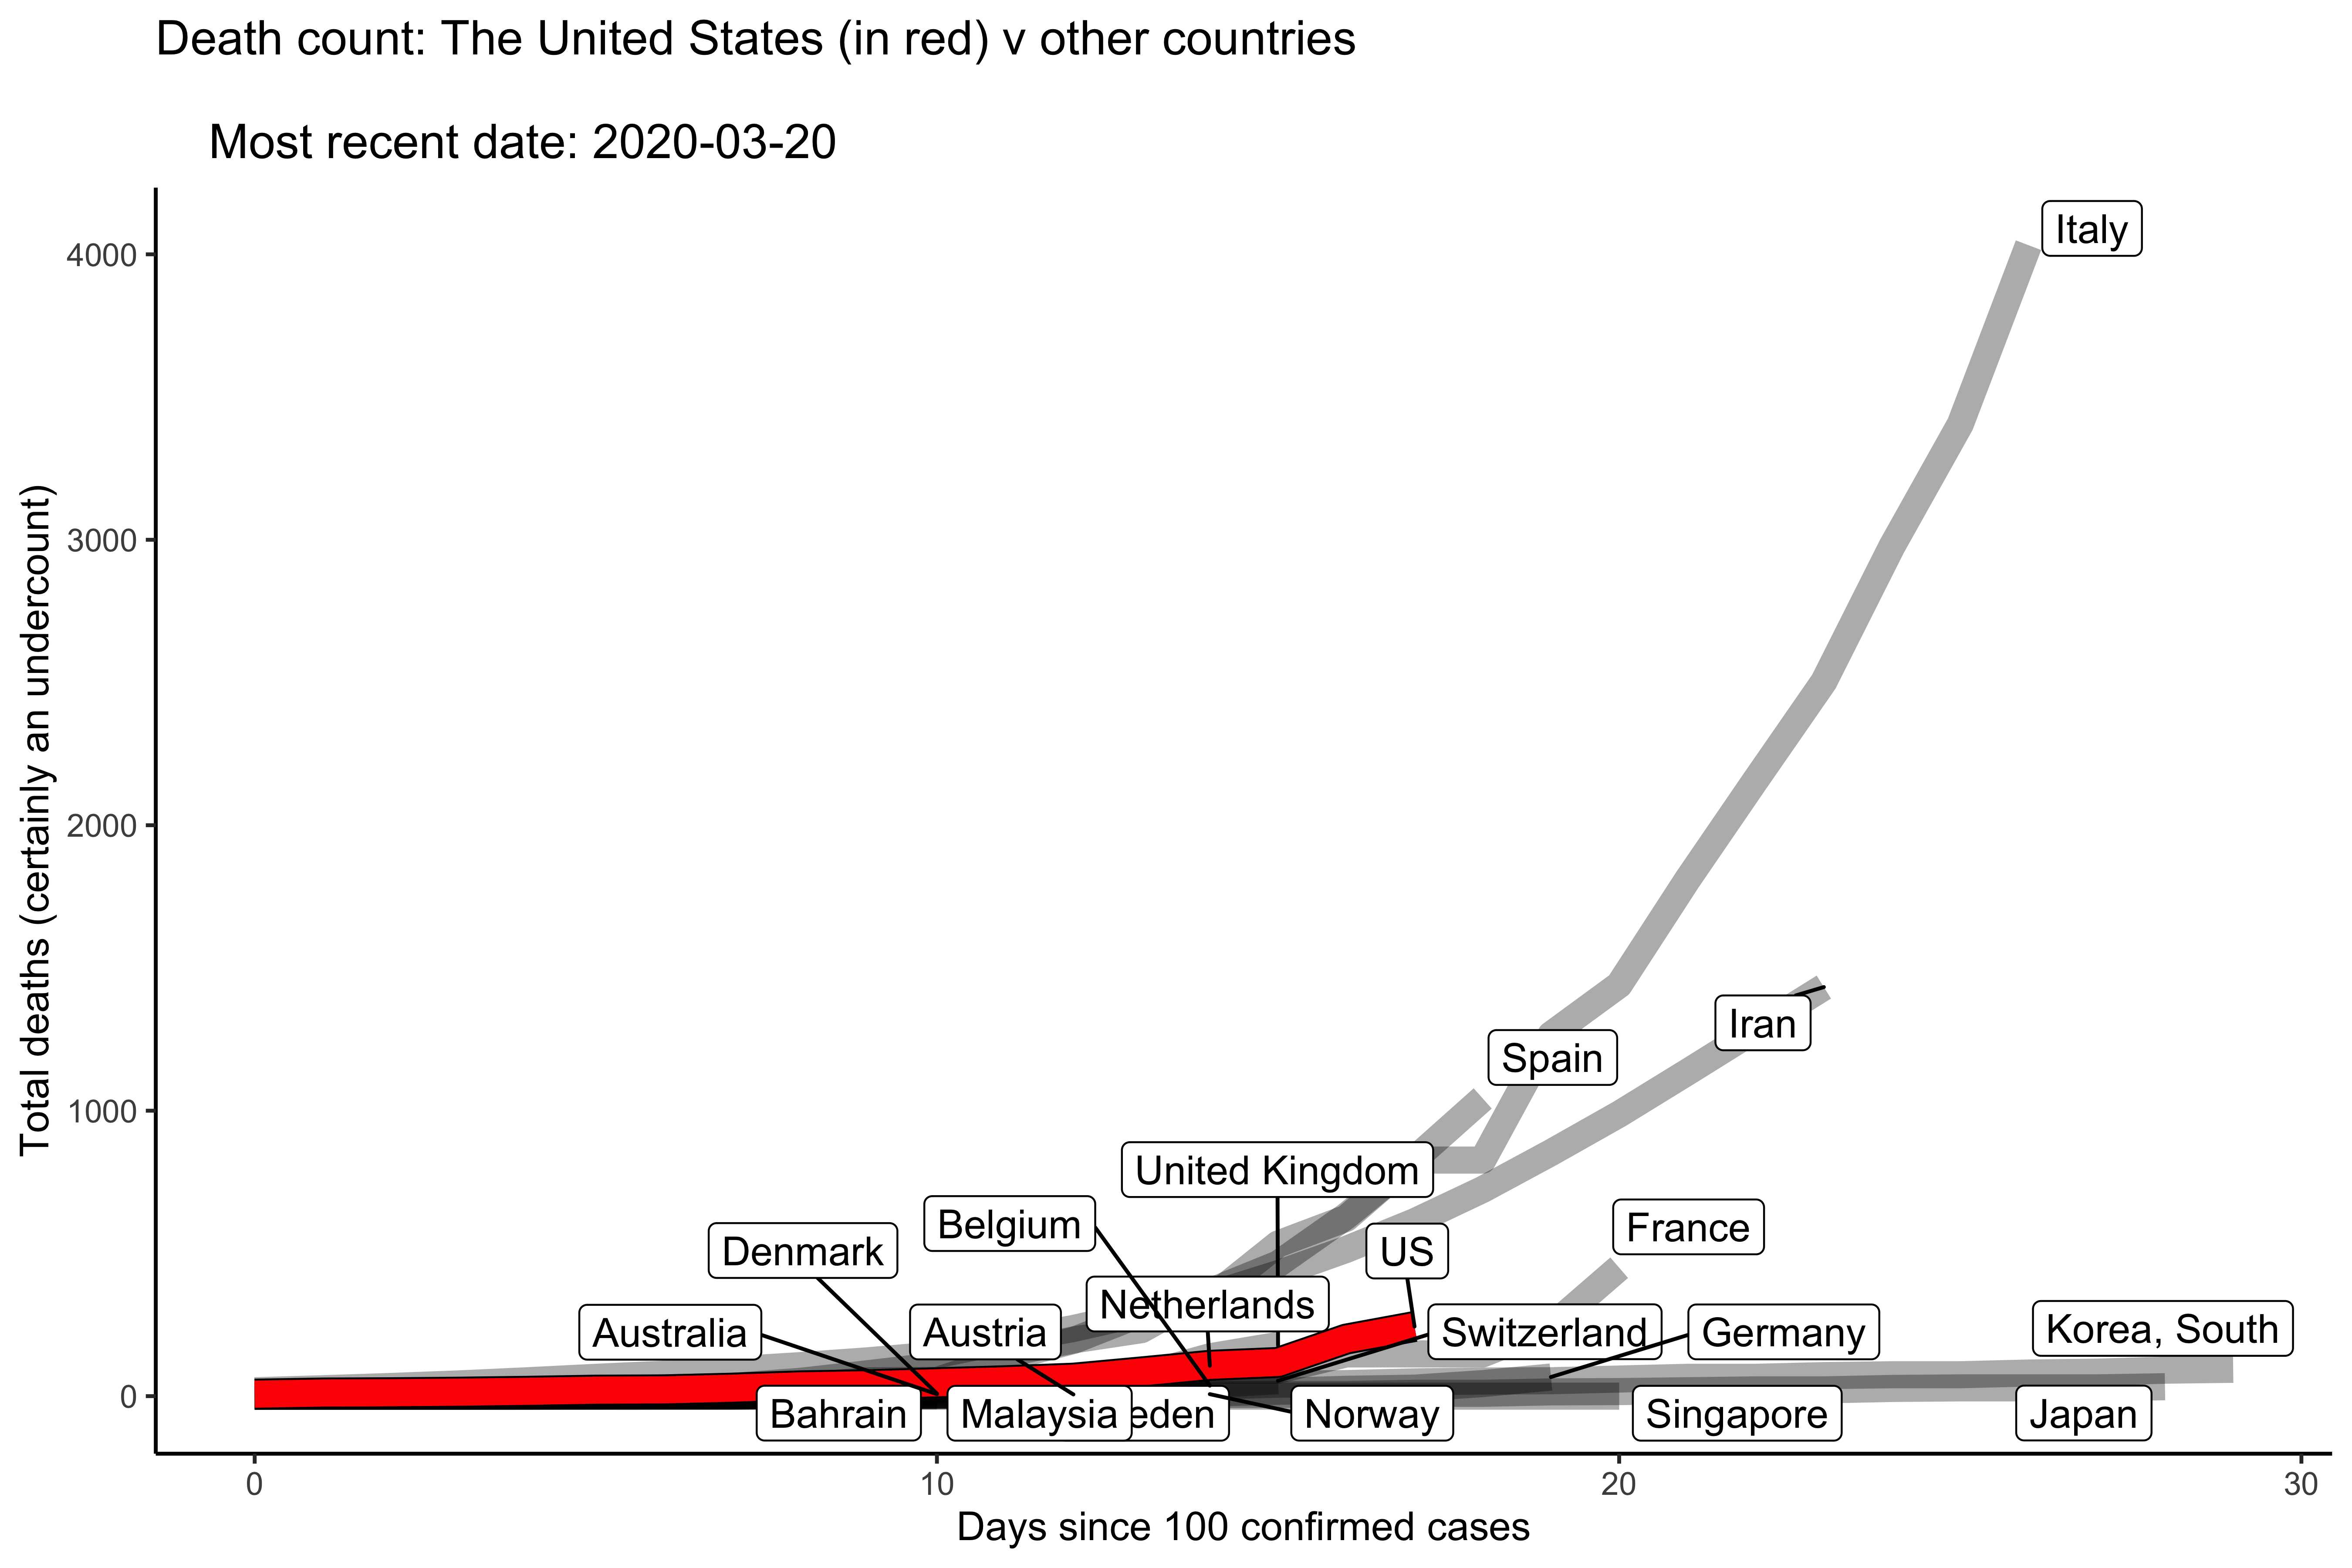 Death count: The United States (in red) v other countries
Most recent date: 2020-03-20
Total deaths (certainly an undercount)
4000
3000
2000
1000
0
Italy
Iran
Spain
United Kingdom
Belgium
France
Denmark
US
Netherlands
Australia
Austria
Switzerland
Germany
Korea, South
Bahrain
Malaysia
eden
Norway
Singapore
Japan
0
10
20
30
Days since 100 confirmed cases